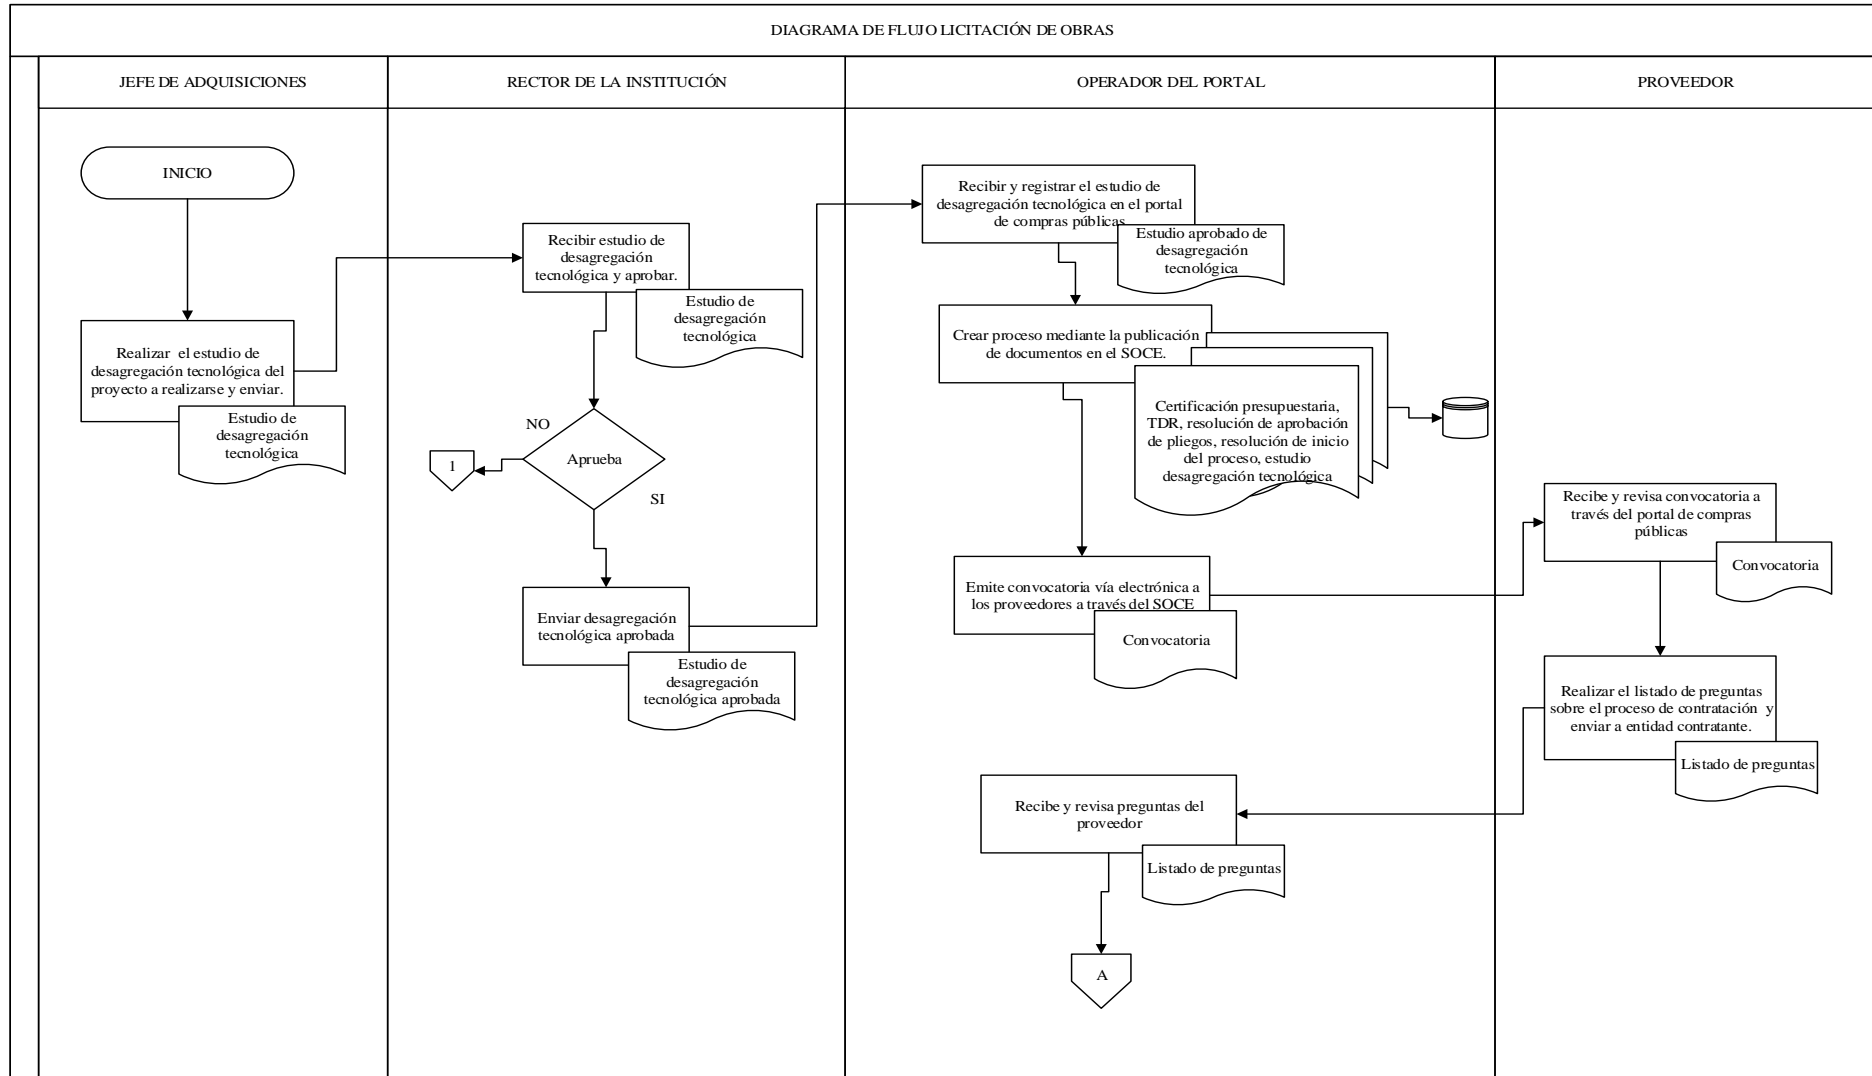 DIAGRAMA DE FLUJO LICITACIÓN DE OBRAS
JEFE DE ADQUISICIONES
RECTOR DE LA INSTITUCIÓN
OPERADOR DEL PORTAL
PROVEEDOR
INICIO
Realizar el estudio de
desagregación tecnológica del
proyecto a realizarse y enviar.
Estudio de
desagregación
tecnológica
Recibir estudio de
desagregación
tecnológica y aprobar.
Estudio de
desagregación
tecnológica
NO
Aprueba
1
SI
Enviar desagregación
tecnológica aprobada
Estudio de
desagregación
tecnológica aprobada
Recibir y registrar el estudio de
desagregación tecnológica en el portal
de compras públicas
Estudio aprobado de
desagregación
tecnológica
Crear proceso mediante la publicación
de documentos en el SOCE.
Certificación presupuestaria,
TDR, resolución de aprobación
de pliegos, resolución de inicio
del proceso, estudio
desagregación tecnológica
Emite convocatoria vía electrónica a
los proveedores a través del SOCE
Convocatoria
Recibe y revisa convocatoria a
través del portal de compras
públicas
Convocatoria
Realizar el listado de preguntas
sobre el proceso de contratación y
enviar a entidad contratante.
Listado de preguntas
Recibe y revisa preguntas del
proveedor
Listado de preguntas
A